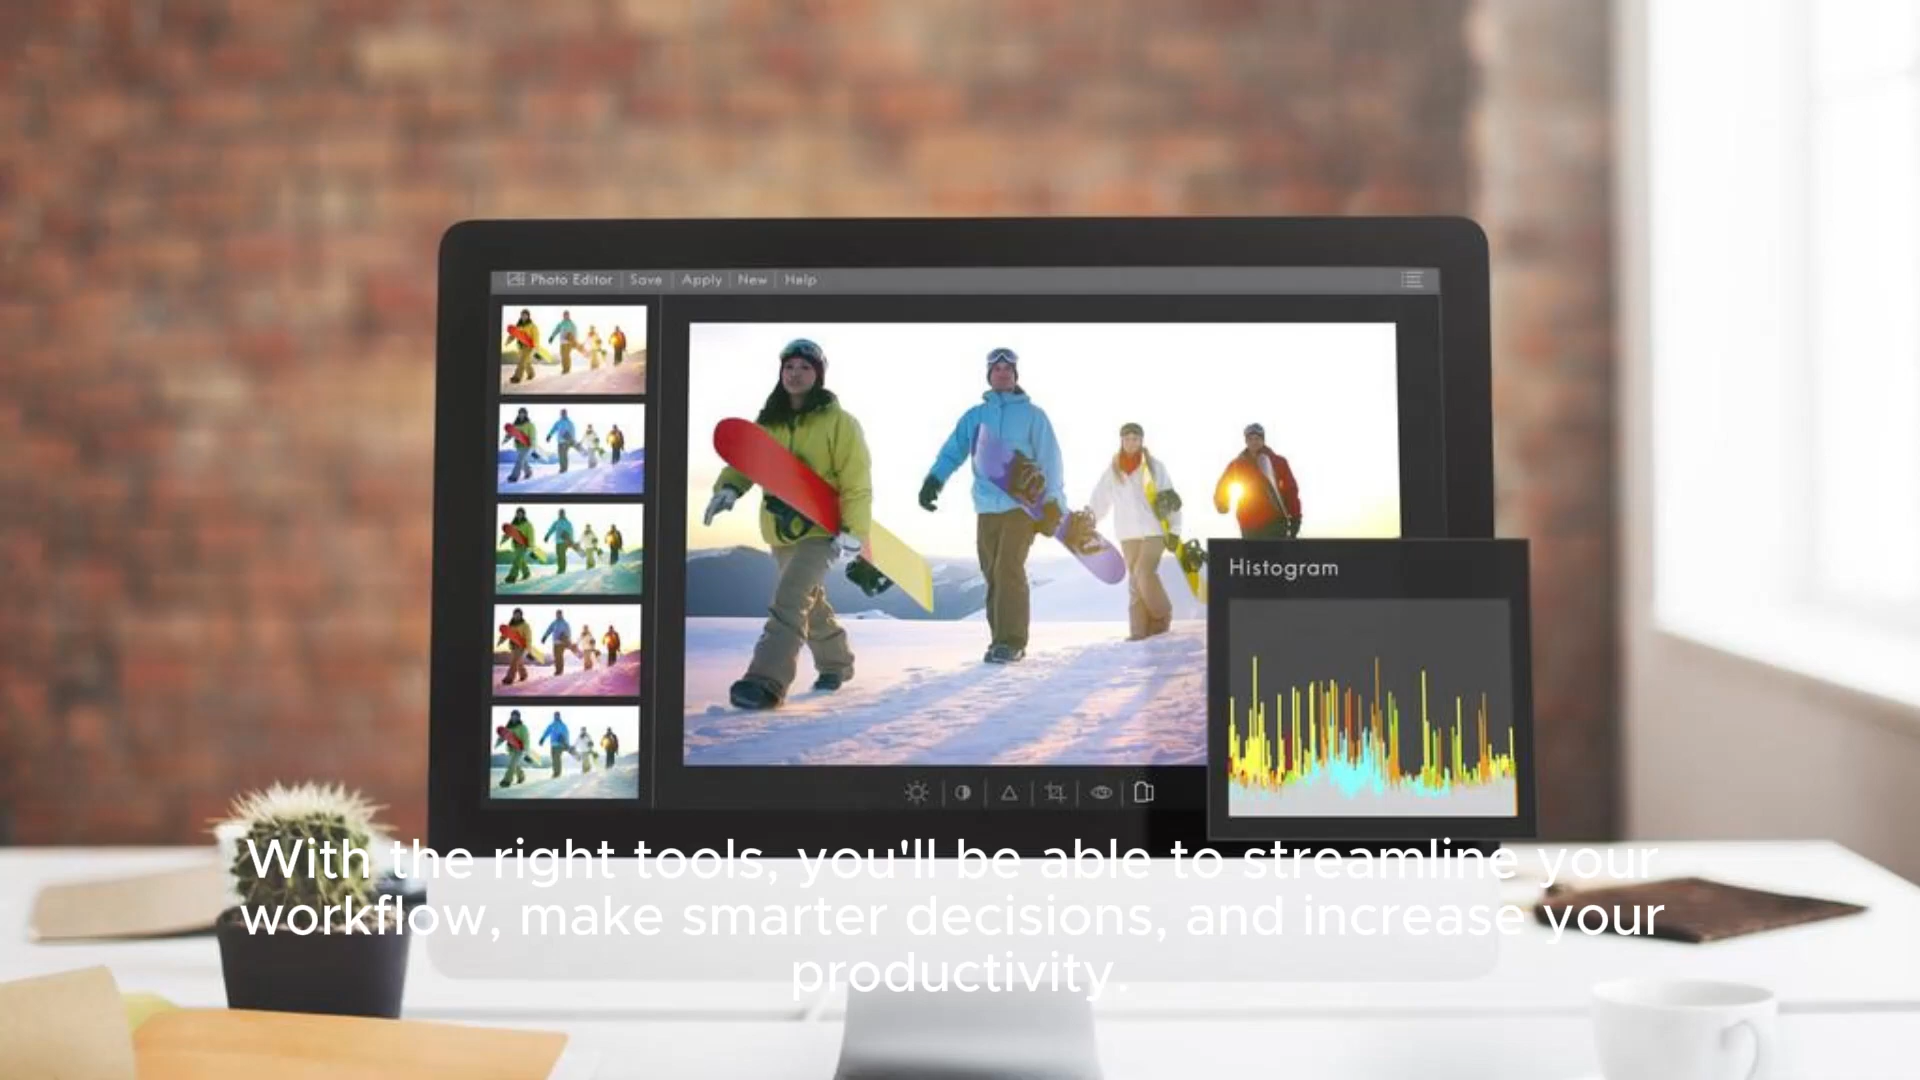 Photo Editor Save Apply New Help
Histogram
With the right tools, you'll be able to streamline your
workflow, make smarter decisions, and increase your
productivity.